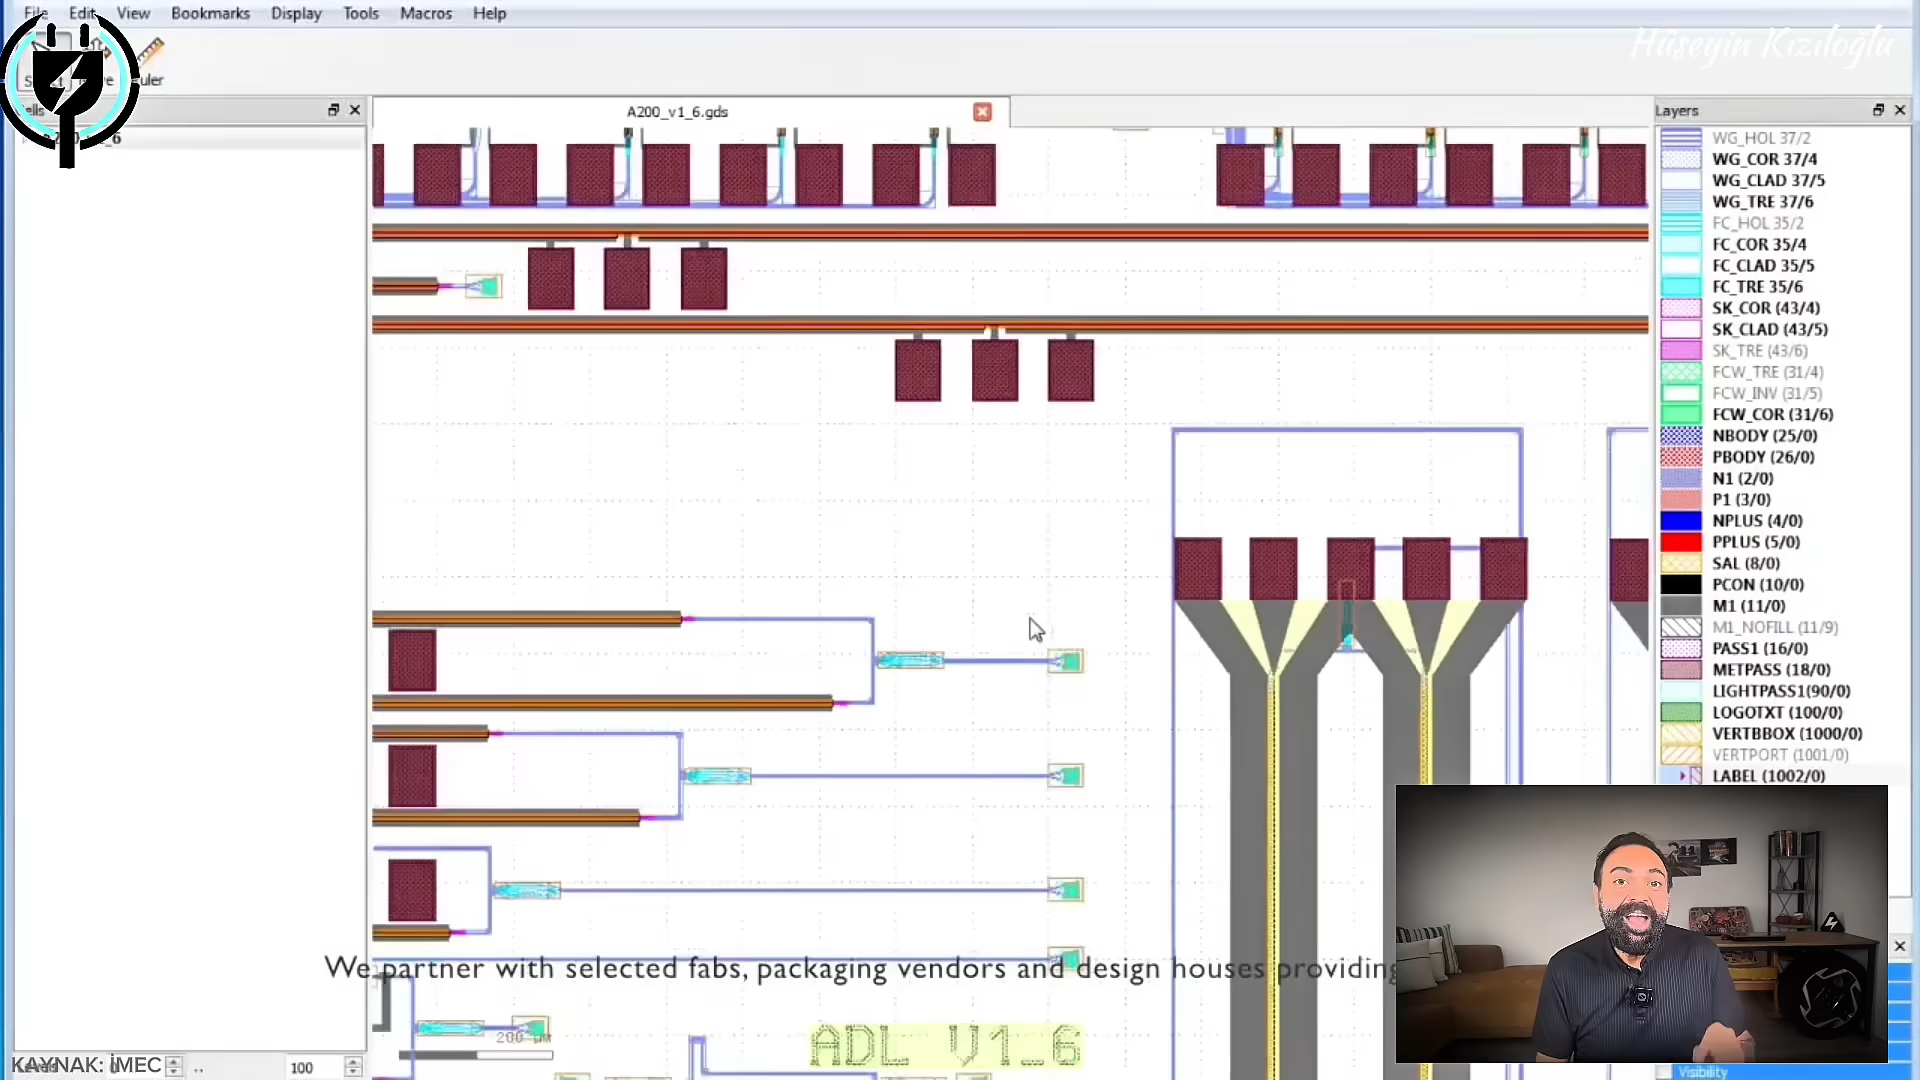 File Edit View Bookmarks Display Tools Macros Help
Hüseyin Kızıloğlu
A200_v1_6.gds
Layers
WG_HOL 37/2
WG_COR 37/4
WG_CLAD 37/5
WG_TRE 37/6
FC_HOL 35/2
FC_COR 35/4
FC_CLAD 35/5
FC_TRE 35/6
SK_COR (43/4)
SK_CLAD (43/5)
SK_TRE (43/6)
FCW_TRE (31/4)
FCW_INV (31/5)
FCW_COR (31/6)
NBODY (25/0)
PBODY (26/0)
N1 (2/0)
P1 (3/0)
NPLUS (4/0)
PPLUS (5/0)
SAL (8/0)
PCON (10/0)
M1 (11/0)
M1_NOFILL (11/9)
PASS1 (16/0)
METPASS (18/0)
LIGHTPASS1(90/0)
LOGOTXT (100/0)
VERTBBOX (1000/0)
VERTPORT (1001/0)
LABEL (1002/0)
We partner with selected fabs, packaging vendors and design houses providing
200 µm
ADL V1_6
KAYNAK: İMEC
.. 100
Visibility